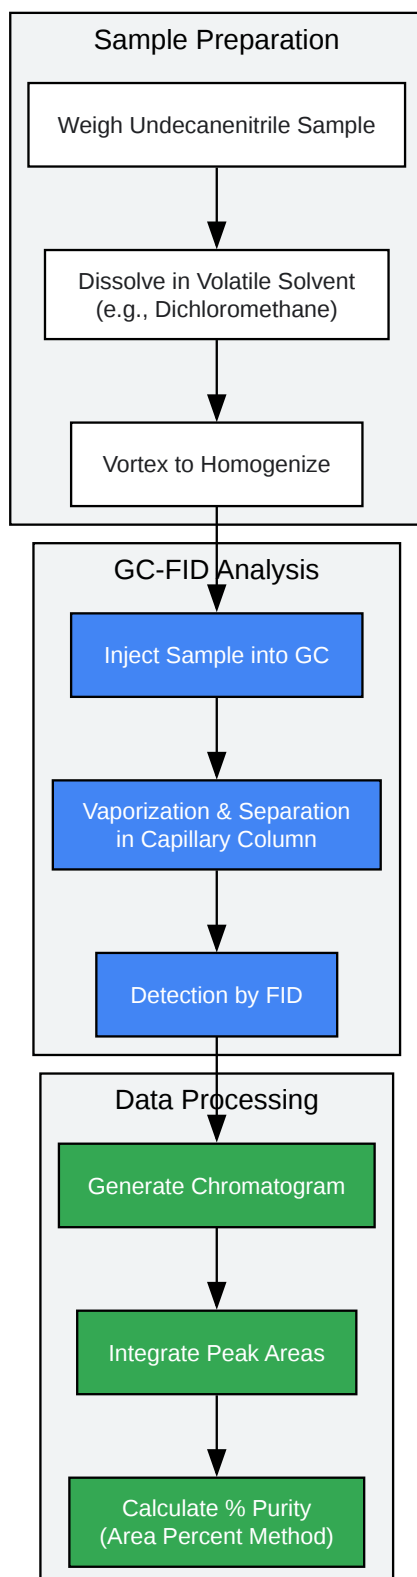 Sample Preparation
Weigh Undecanenitrile Sample
Dissolve in Volatile Solvent
(e.g., Dichloromethane)
Vortex to Homogenize
GC-FID Analysis
Inject Sample into GC
Vaporization & Separation
in Capillary Column
Detection by FID
Data Processing
Generate Chromatogram
Integrate Peak Areas
Calculate % Purity
(Area Percent Method)